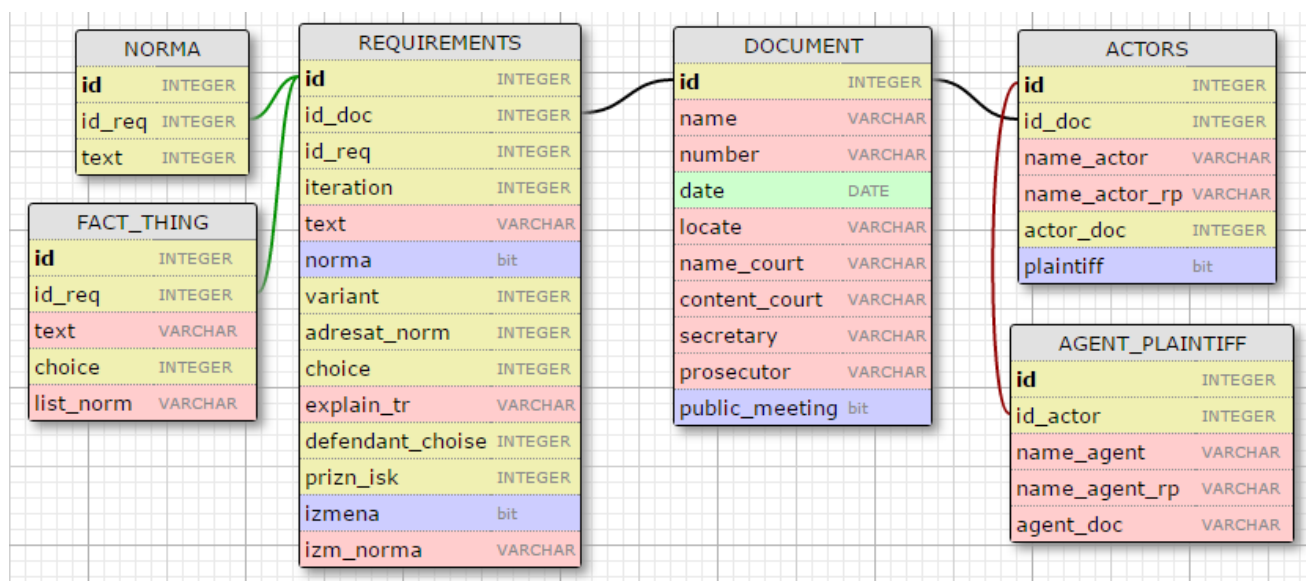 NORMA
id INTEGER
id_req INTEGER
text INTEGER
FACT_THING
id INTEGER
id_req INTEGER
text VARCHAR
choice INTEGER
list_norm VARCHAR
REQUIREMENTS
id INTEGER
id_doc INTEGER
id_req INTEGER
iteration INTEGER
text VARCHAR
norma bit
variant INTEGER
adresat_norm INTEGER
choice INTEGER
explain_tr VARCHAR
defendant_choise INTEGER
prizn_isk INTEGER
izmena bit
izm_norma VARCHAR
DOCUMENT
id INTEGER
name VARCHAR
number VARCHAR
date DATE
locate VARCHAR
name_court VARCHAR
content_court VARCHAR
secretary VARCHAR
prosecutor VARCHAR
public_meeting bit
ACTORS
id INTEGER
id_doc INTEGER
name_actor VARCHAR
name_actor_rp VARCHAR
actor_doc INTEGER
plaintiff bit
AGENT_PLAINTIFF
id INTEGER
id_actor INTEGER
name_agent VARCHAR
name_agent_rp VARCHAR
agent_doc VARCHAR